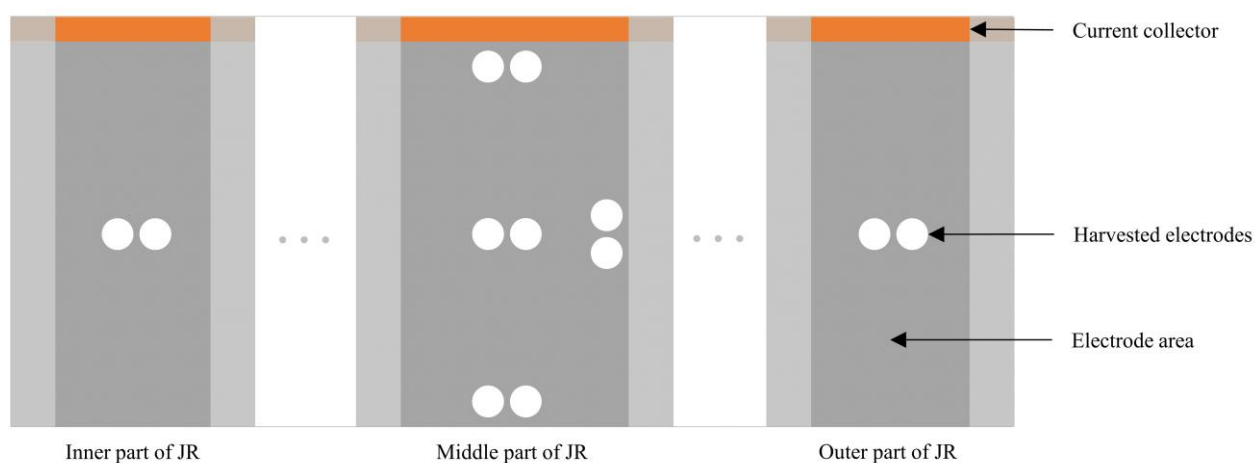 Current collector
Harvested electrodes
Electrode area
Inner part of JR
Middle part of JR
Outer part of JR